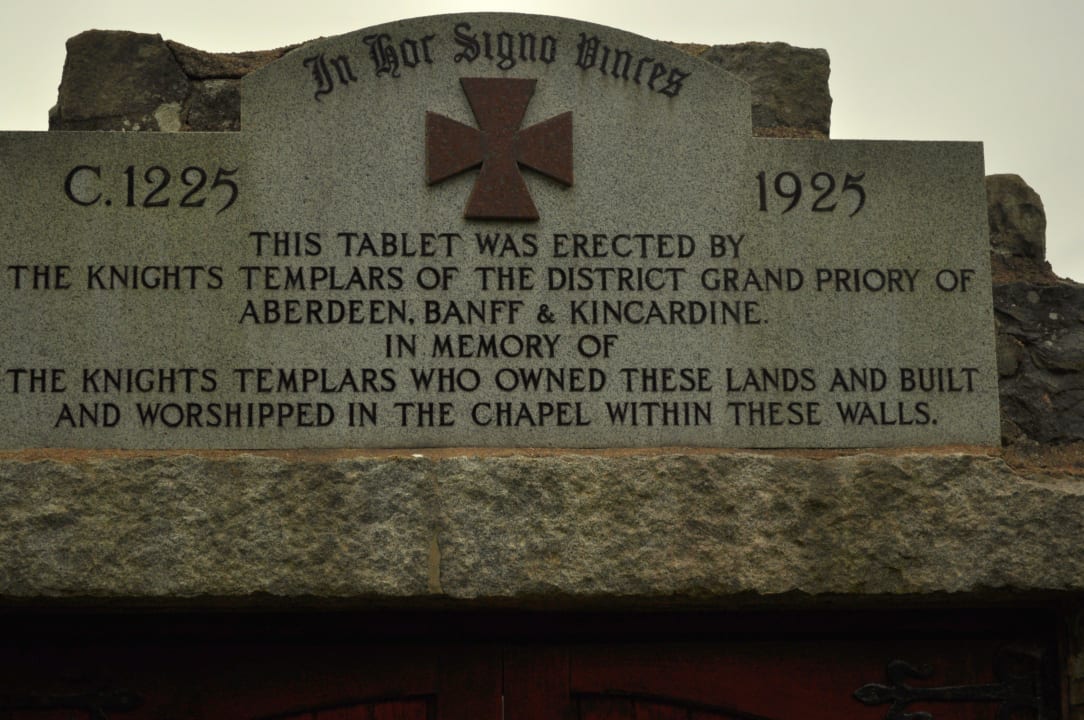 In Hoc Signo Vinces
C. 1225
1925
THIS TABLET WAS ERECTED BY
THE KNIGHTS TEMPLARS OF THE DISTRICT GRAND PRIORY OF
ABERDEEN, BANFF & KINCARDINE.
IN MEMORY OF
THE KNIGHTS TEMPLARS WHO OWNED THESE LANDS AND BUILT
AND WORSHIPPED IN THE CHAPEL WITHIN THESE WALLS.